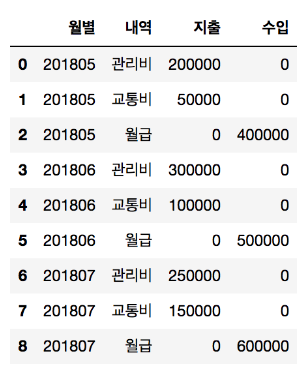 월별 내역 지출 수입
0 201805 관리비 200000 0
1 201805 교통비 50000 0
2 201805 월급 0 400000
3 201806 관리비 300000 0
4 201806 교통비 100000 0
5 201806 월급 0 500000
6 201807 관리비 250000 0
7 201807 교통비 150000 0
8 201807 월급 0 600000